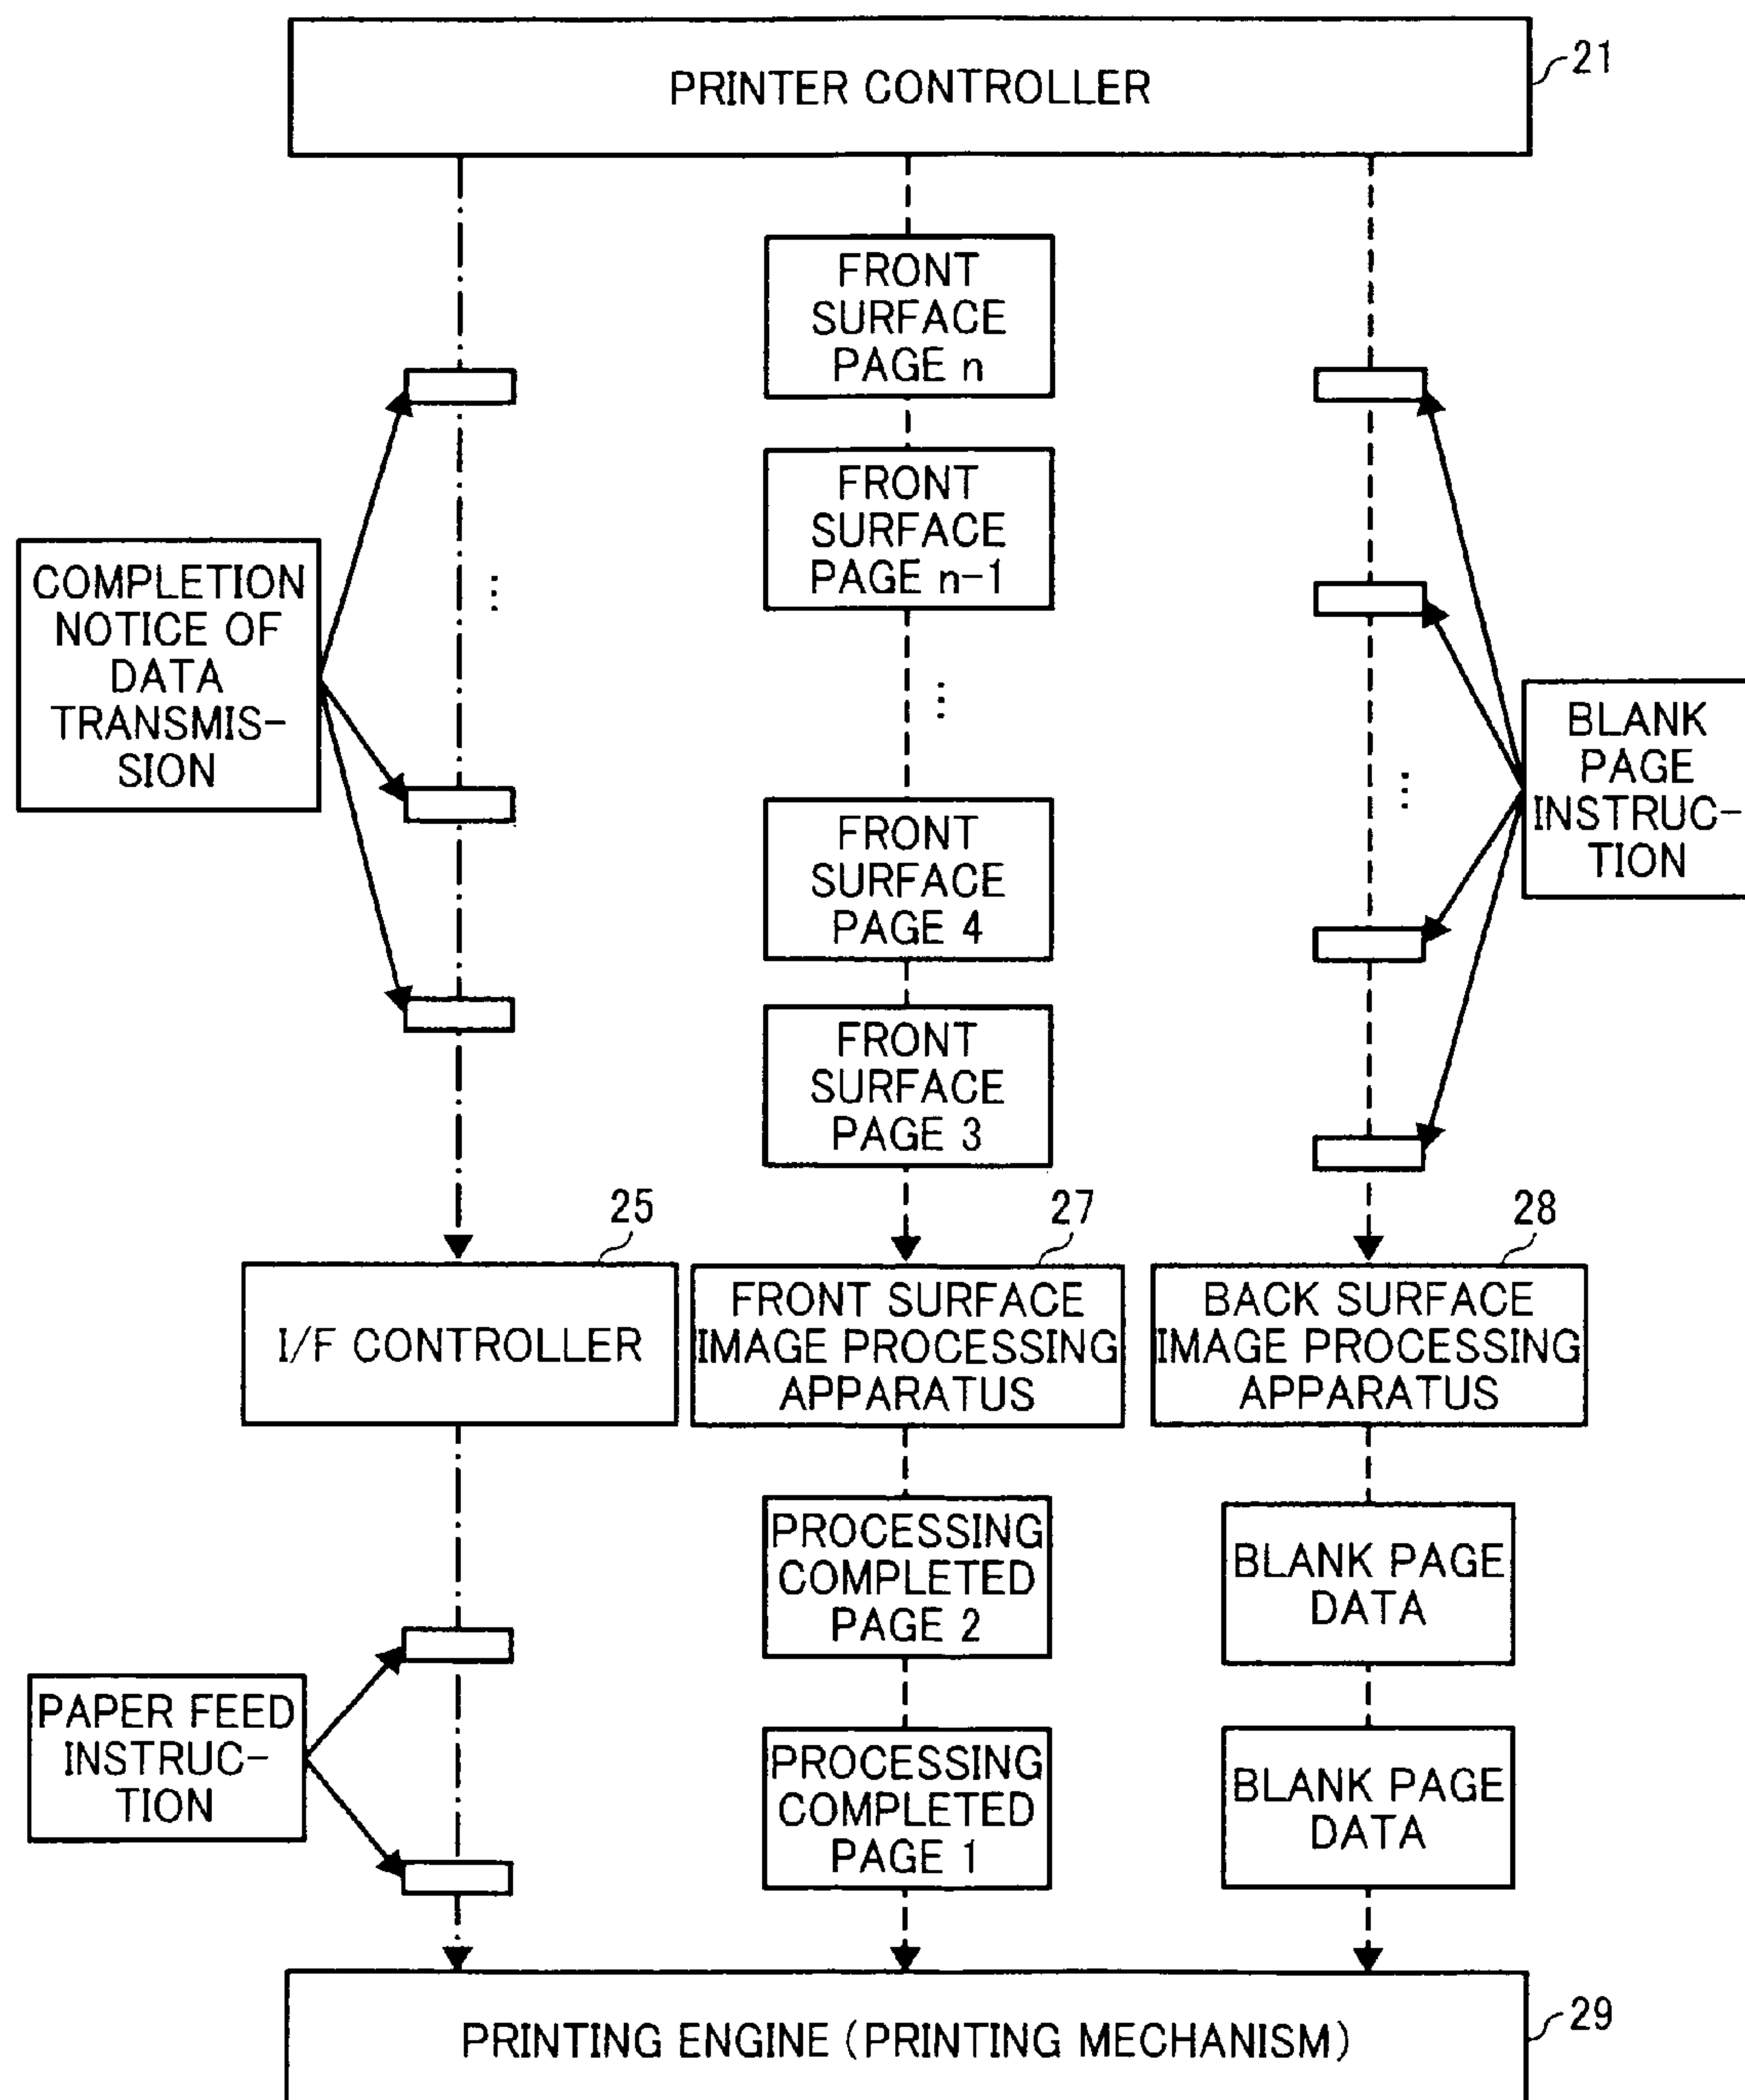 PRINTER CONTROLLER
21
FRONT
SURFACE
PAGE n
FRONT
SURFACE
PAGE n-1
COMPLETION
NOTICE OF
DATA
TRANSMIS-
SION
...
...
...
BLANK
PAGE
INSTRUC-
TION
FRONT
SURFACE
PAGE 4
FRONT
SURFACE
PAGE 3
25
27
28
I/F CONTROLLER
FRONT SURFACE
IMAGE PROCESSING
APPARATUS
BACK SURFACE
IMAGE PROCESSING
APPARATUS
PROCESSING
COMPLETED
PAGE 2
BLANK PAGE
DATA
PAPER FEED
INSTRUC-
TION
PROCESSING
COMPLETED
PAGE 1
BLANK PAGE
DATA
PRINTING ENGINE (PRINTING MECHANISM)
29